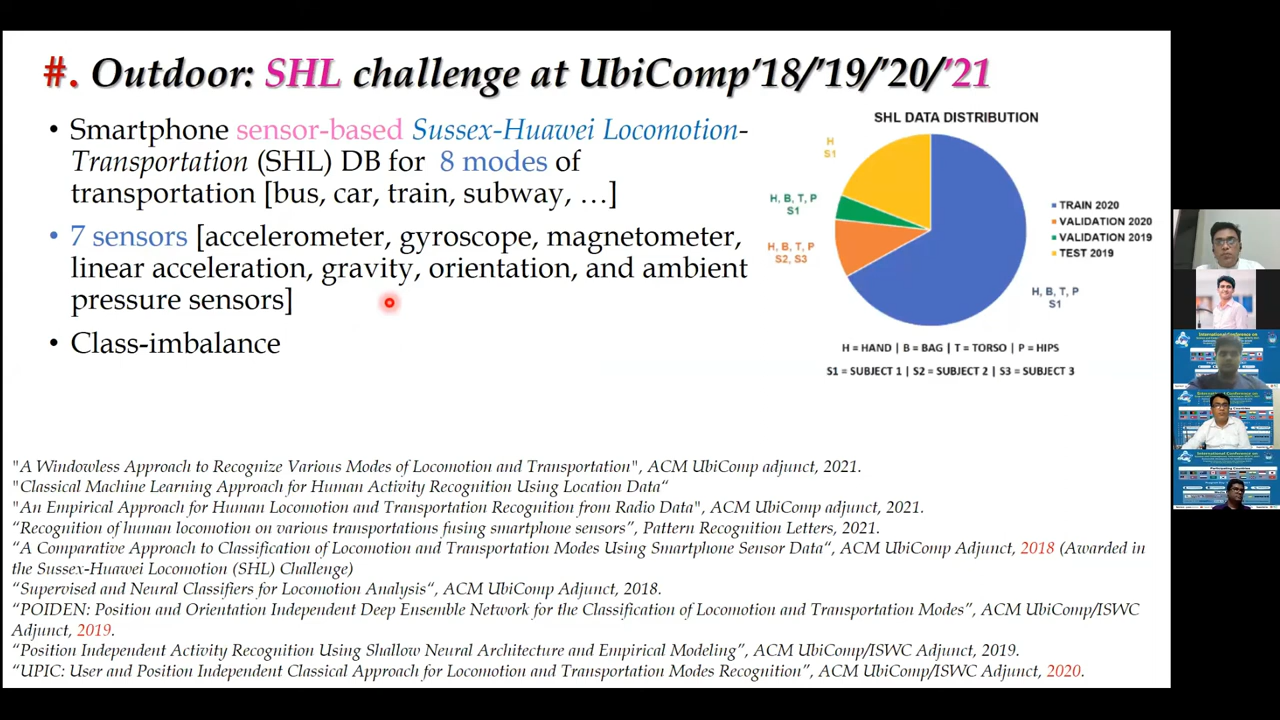 #. Outdoor: SHL challenge at UbiComp'18/'19/'20/'21
• Smartphone sensor-based Sussex-Huawei Locomotion-
Transportation (SHL) DB for 8 modes of
transportation [bus, car, train, subway, …]
• 7 sensors [accelerometer, gyroscope, magnetometer,
linear acceleration, gravity, orientation, and ambient
pressure sensors]
• Class-imbalance
SHL DATA DISTRIBUTION
H
S1
H, B, T, P
S1
H, B, T, P
S2, S3
H, B, T, P
S1
TRAIN 2020
VALIDATION 2020
VALIDATION 2019
TEST 2019
H = HAND | B = BAG | T = TORSO | P = HIPS
S1 = SUBJECT 1 | S2 = SUBJECT 2 | S3 = SUBJECT 3
"A Windowless Approach to Recognize Various Modes of Locomotion and Transportation", ACM UbiComp adjunct, 2021.
"Classical Machine Learning Approach for Human Activity Recognition Using Location Data“
"An Empirical Approach for Human Locomotion and Transportation Recognition from Radio Data", ACM UbiComp adjunct, 2021.
“Recognition of human locomotion on various transportations fusing smartphone sensors”, Pattern Recognition Letters, 2021.
“A Comparative Approach to Classification of Locomotion and Transportation Modes Using Smartphone Sensor Data“, ACM UbiComp Adjunct, 2018 (Awarded in
the Sussex-Huawei Locomotion (SHL) Challenge)
“Supervised and Neural Classifiers for Locomotion Analysis“, ACM UbiComp Adjunct, 2018.
“POIDEN: Position and Orientation Independent Deep Ensemble Network for the Classification of Locomotion and Transportation Modes”, ACM UbiComp/ISWC
Adjunct, 2019.
“Position Independent Activity Recognition Using Shallow Neural Architecture and Empirical Modeling”, ACM UbiComp/ISWC Adjunct, 2019.
“UPIC: User and Position Independent Classical Approach for Locomotion and Transportation Modes Recognition”, ACM UbiComp/ISWC Adjunct, 2020.
International Conference on
International Conference on
International Conference on
Participating Countries